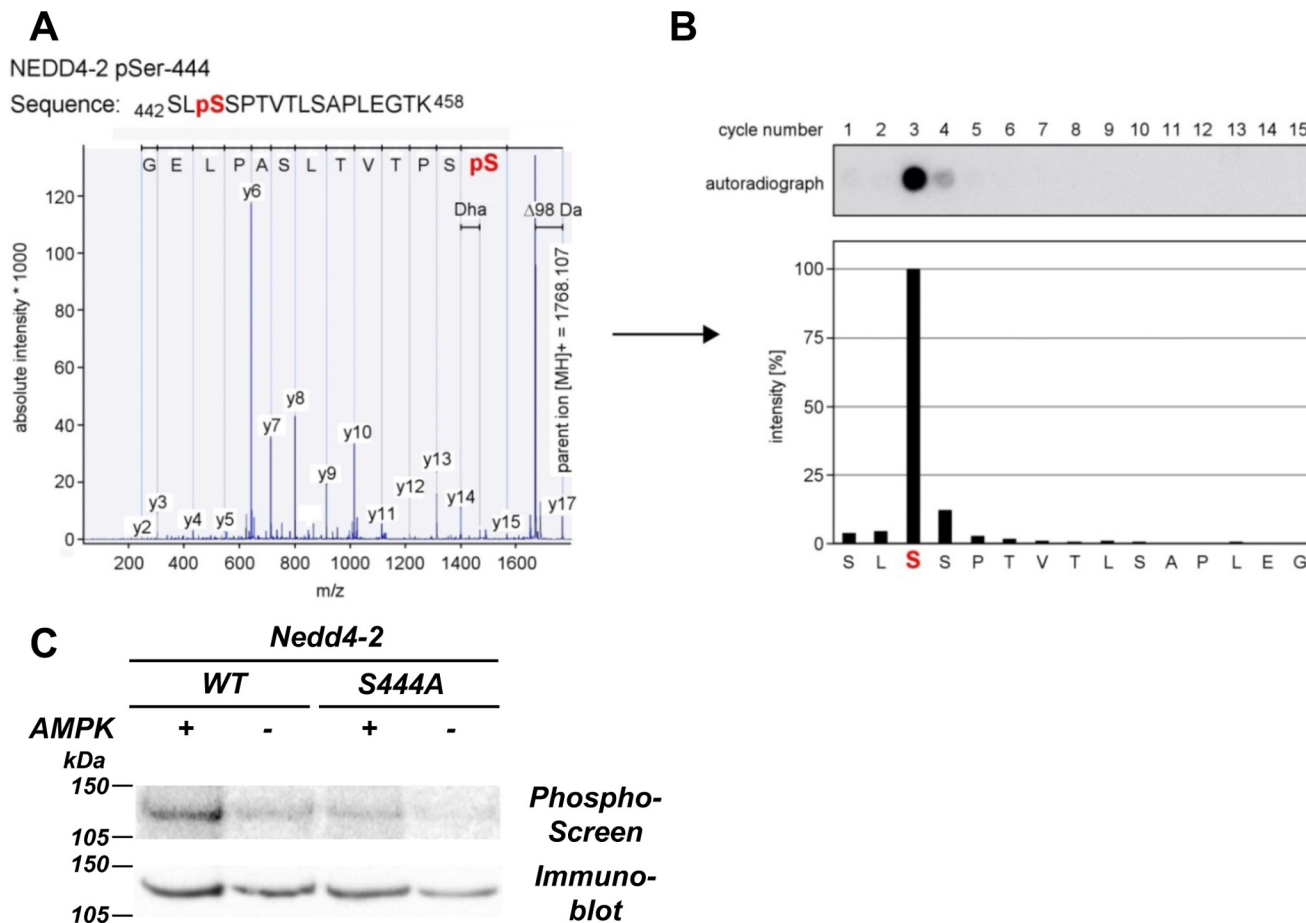 A
NEDD4-2 pSer-444
Sequence: 442 SLpSSPTVTLSAPLEGTK 458
G E L P A S L T V T P S pS
120
100
80
60
40
20
0
absolute intensity * 1000
y2
y3
y4
y5
y6
y7
y8
y9
y10
y11
y12
y13
y14
y15
y17
Dha
Δ98 Da
parent ion [MH]+ = 1768.107
200 400 600 800 1000 1200 1400 1600
m/z
B
cycle number 1 2 3 4 5 6 7 8 9 10 11 12 13 14 15
autoradiograph
100
75
50
25
0
intensity [%]
S L S S P T V T L S A P L E G
C
Nedd4-2
WT S444A
AMPK + - + -
kDa
150
105
Phospho-
Screen
150
105
Immuno-
blot